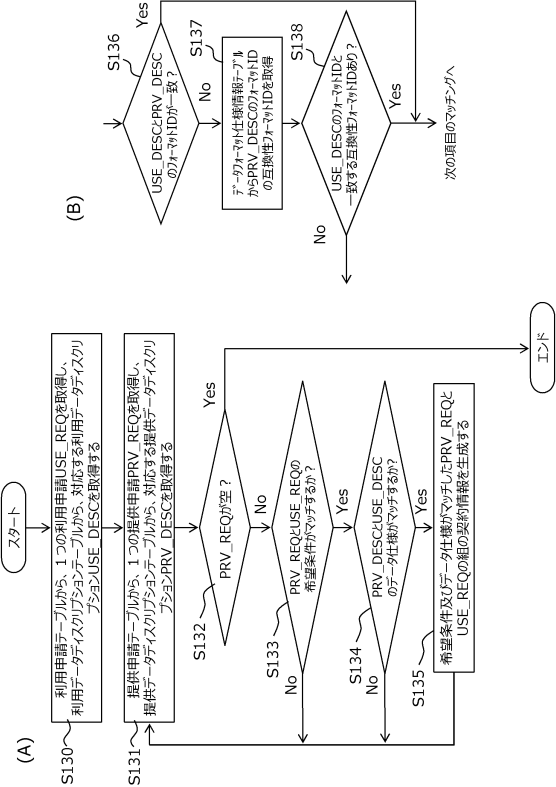 (A)
スタート
S130
利用申請テーブルから、1つの利用申請USE_REQを取得し、
利用データディスクリプションテーブルから、対応する利用データディスクリ
プションUSE_DESCを取得する
S131
提供申請テーブルから、1つの提供申請PRV_REQを取得し、
提供データディスクリプションテーブルから、対応する提供データディスクリ
プションPRV_DESCを取得する
S132
PRV_REQが空?
Yes
No
S133
PRV_REQとUSE_REQの
希望条件がマッチするか?
No
Yes
S134
PRV_DESCとUSE_DESC
のデータ仕様がマッチするか?
No
Yes
S135
希望条件及びデータ仕様がマッチしたPRV_REQと
USE_REQの組の契約情報を生成する
エンド
(B)
S136
USE_DESCとPRV_DESC
のフォーマットIDが一致?
Yes
No
S137
データフォーマット仕様情報テーブル
からPRV_DESCのフォーマットID
の互換性フォーマットIDを取得
S138
USE_DESCのフォーマットIDと
一致する互換性フォーマットIDあり?
No
Yes
次の項目のマッチングへ